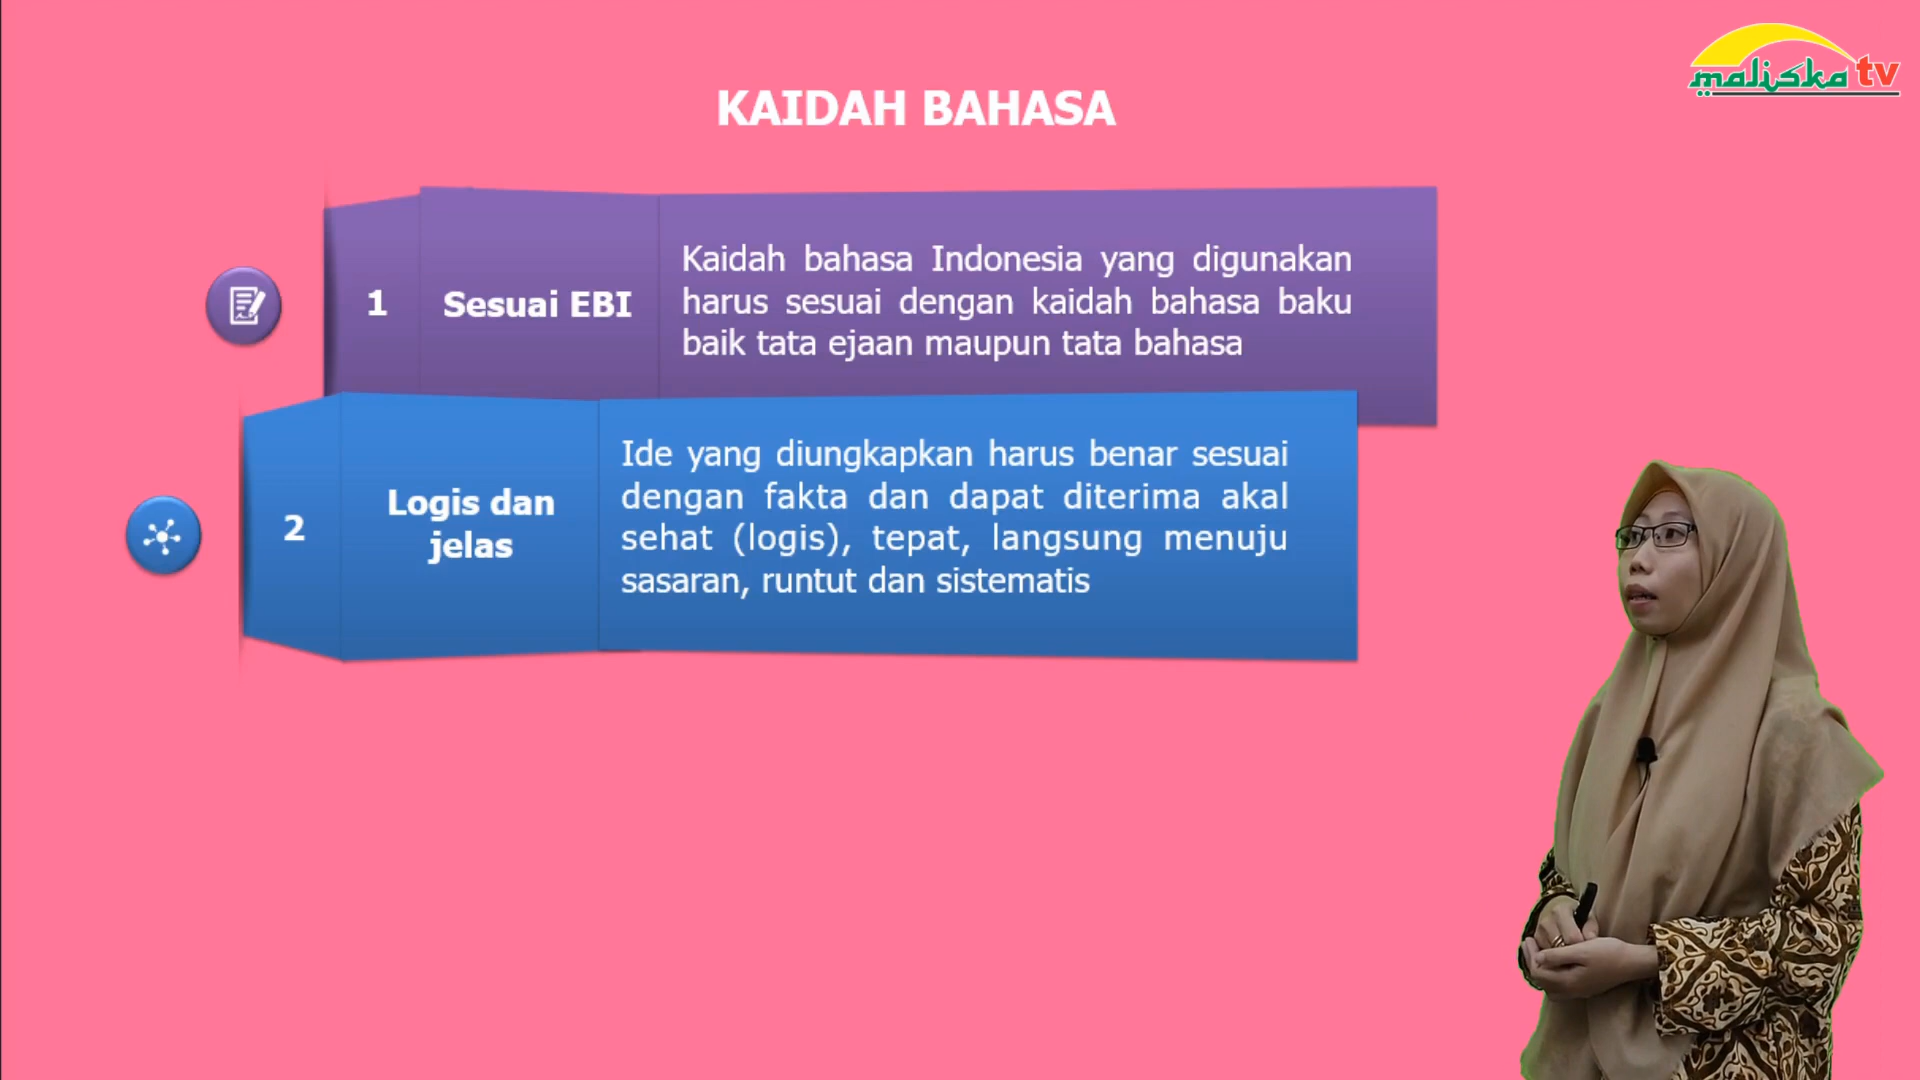 maliska tv
KAIDAH BAHASA
1
Sesuai EBI
Kaidah bahasa Indonesia yang digunakan
harus sesuai dengan kaidah bahasa baku
baik tata ejaan maupun tata bahasa
2
Logis dan
jelas
Ide yang diungkapkan harus benar sesuai
dengan fakta dan dapat diterima akal
sehat (logis), tepat, langsung menuju
sasaran, runtut dan sistematis